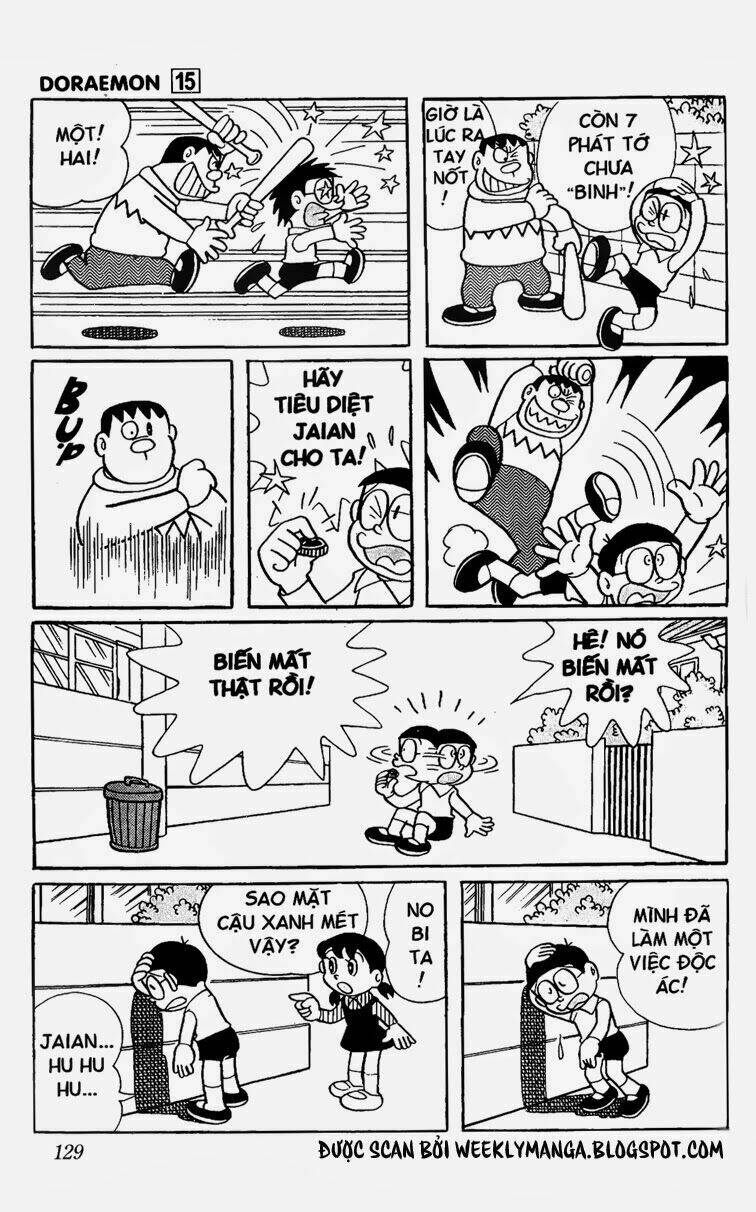 DORAEMON 15
MỘT!
HAI!
GIỜ LÀ
LÚC RA
TAY
NỐT
!
CÒN 7
PHÁT TỚ
CHƯA
“BINH”!
BỤP
HÃY
TIÊU DIỆT
JAIAN
CHO TA!
BIẾN MẤT
THẬT RỒI!
HÊ! NÓ
BIẾN MẤT
RỒI?
JAIAN...
HU HU
HU...
SAO MẶT
CẬU XANH MÉT
VẬY?
NO
BI
TA
!
MÌNH ĐÃ
LÀM MỘT
VIỆC ĐỘC
ÁC!
129
ĐƯỢC SCAN BỞI WEEKLYMANGA.BLOGSPOT.COM